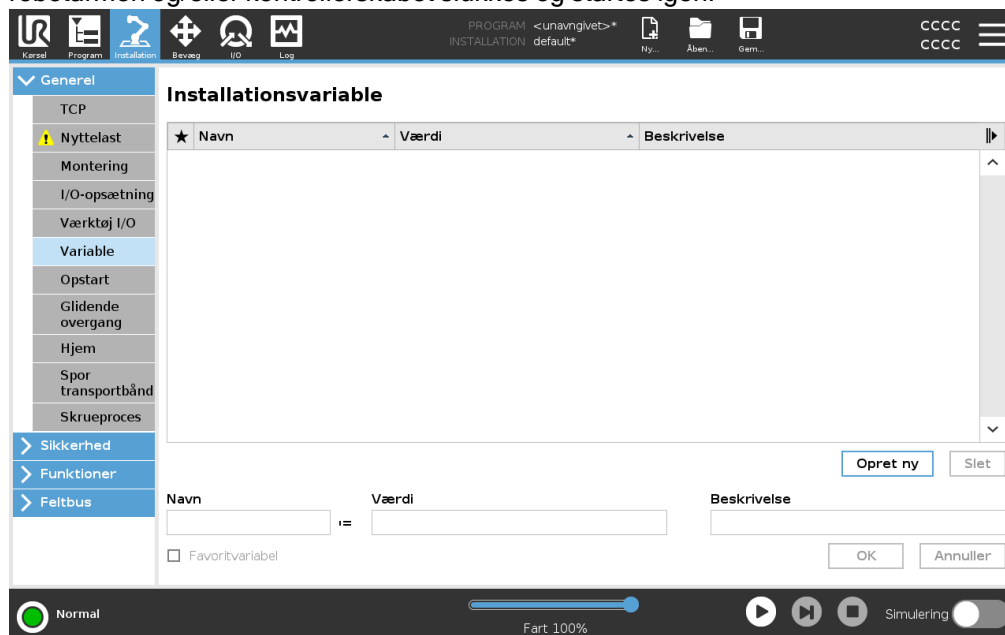 robotarmen og/eller kontrollerskabet slukkes og startes igen.
PROGRAM <unavngivet>*
INSTALLATION default*
CCCC
CCCC
Kørsel Program Installation Bevæg I/O Log Ny... Åben... Gem...
Generel
TCP
Nyttelast
Montering
I/O-opsætning
Værktøj I/O
Variable
Opstart
Glidende
overgang
Hjem
Spor
transportbånd
Skrueproces
Sikkerhed
Funktioner
Feltbus
Installationsvariable
Navn Værdi Beskrivelse
Opret ny Slet
Navn Værdi Beskrivelse
:=
Favoritvariabel OK Annuller
Normal
Fart 100%
Simulering